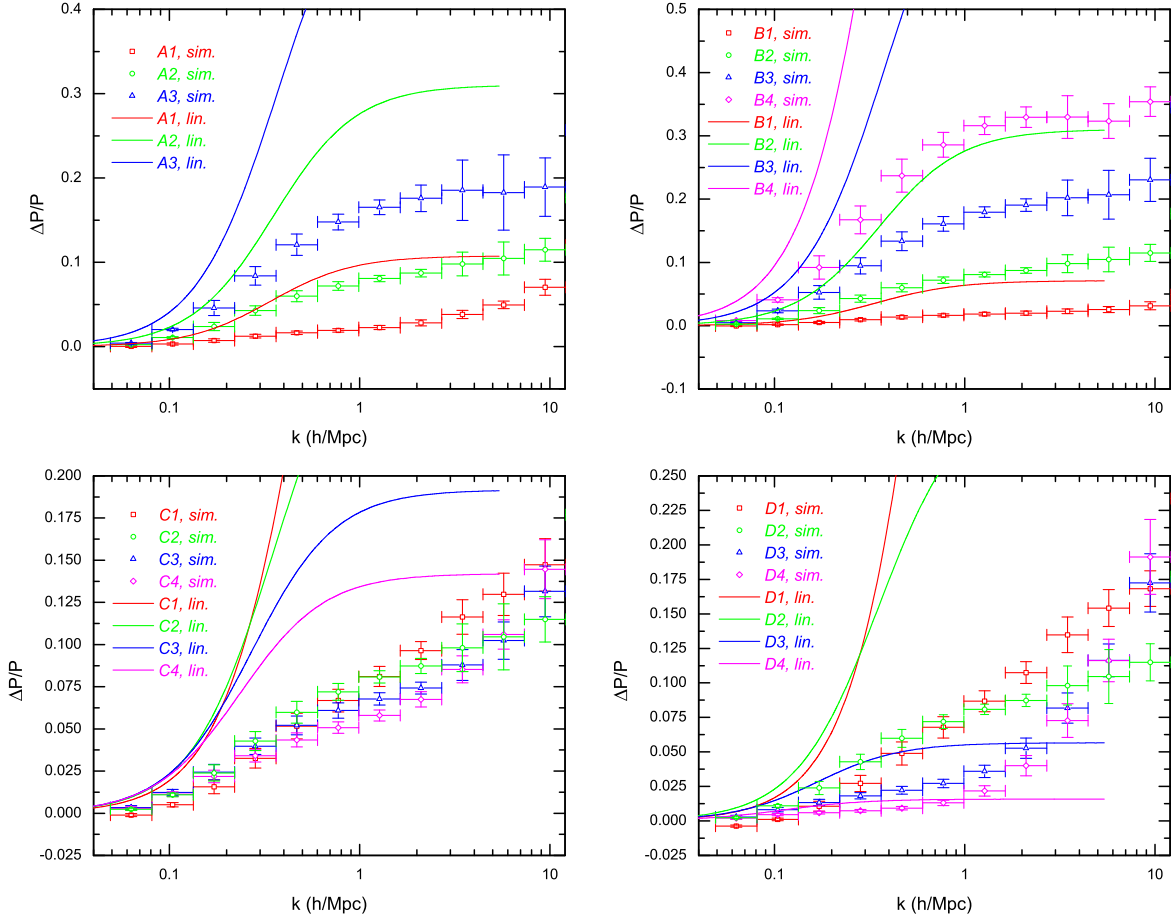 0.4
0.3
0.2
0.1
0.0
ΔP/P
A1, sim.
A2, sim.
A3, sim.
A1, lin.
A2, lin.
A3, lin.
0.1
1
10
k (h/Mpc)
0.5
0.4
0.3
0.2
0.1
0.0
-0.1
ΔP/P
B1, sim.
B2, sim.
B3, sim.
B4, sim.
B1, lin.
B2, lin.
B3, lin.
B4, lin.
0.1
1
10
k (h/Mpc)
0.200
0.175
0.150
0.125
0.100
0.075
0.050
0.025
0.000
-0.025
ΔP/P
C1, sim.
C2, sim.
C3, sim.
C4, sim.
C1, lin.
C2, lin.
C3, lin.
C4, lin.
0.1
1
10
k (h/Mpc)
0.250
0.225
0.200
0.175
0.150
0.125
0.100
0.075
0.050
0.025
0.000
-0.025
ΔP/P
D1, sim.
D2, sim.
D3, sim.
D4, sim.
D1, lin.
D2, lin.
D3, lin.
D4, lin.
0.1
1
10
k (h/Mpc)